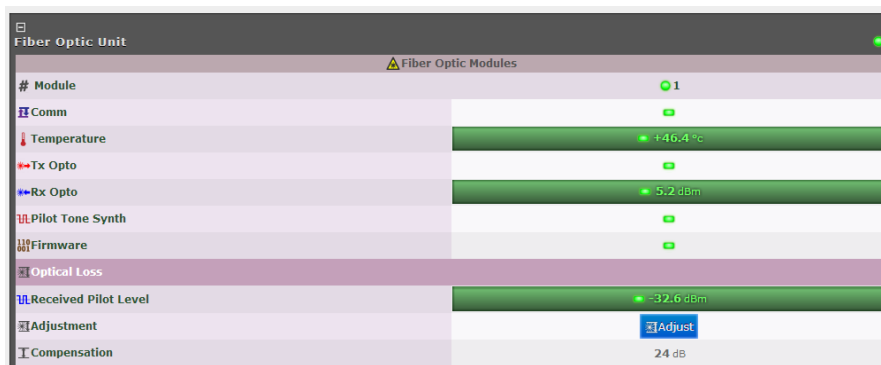 Fiber Optic Unit
Fiber Optic Modules
# Module 1
Comm
Temperature +46.4 °c
Tx Opto
Rx Opto 5.2 dBm
Pilot Tone Synth
Firmware
Optical Loss
Received Pilot Level -32.6 dBm
Adjustment Adjust
Compensation 24 dB